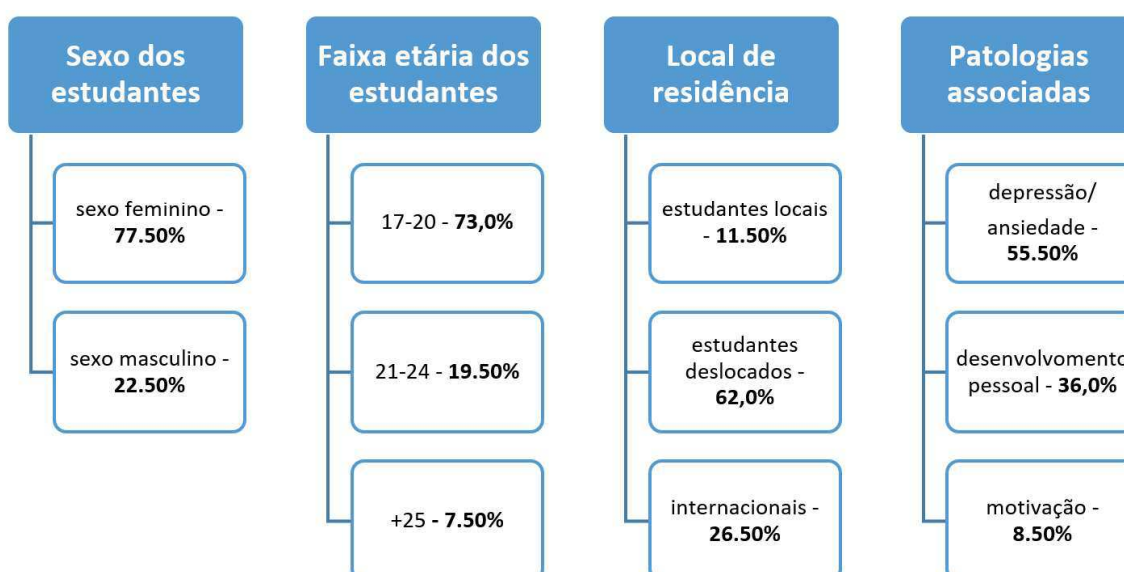 Sexo dos
estudantes
sexo feminino -
77.50%
sexo masculino -
22.50%
Faixa etária dos
estudantes
17-20 - 73,0%
21-24 - 19.50%
+25 - 7.50%
Local de
residência
estudantes locais
- 11.50%
estudantes
deslocados -
62,0%
internacionais -
26.50%
Patologias
associadas
depressão/
ansiedade -
55.50%
desenvolvomento
pessoal - 36,0%
motivação -
8.50%